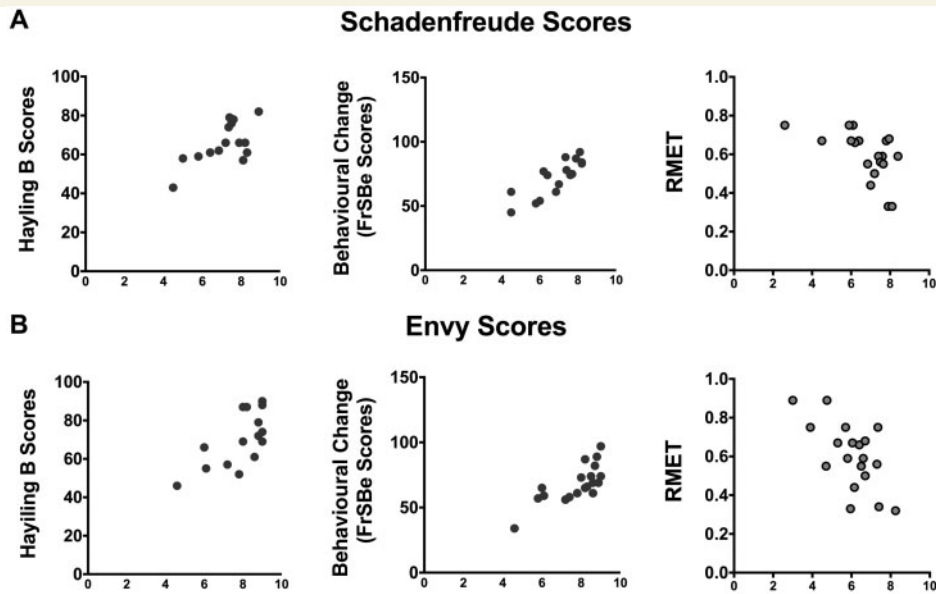 A
Schadenfreude Scores
Hayling B Scores
100
80
60
40
20
0
0 2 4 6 8 10
Behavioural Change
(FrSBe Scores)
150
100
50
0
0 2 4 6 8 10
RMET
1.0
0.8
0.6
0.4
0.2
0.0
0 2 4 6 8 10
B
Envy Scores
Hayiling B Scores
100
80
60
40
20
0
0 2 4 6 8 10
Behavioural Change
(FrSBe Scores)
150
100
50
0
0 2 4 6 8 10
RMET
1.0
0.8
0.6
0.4
0.2
0.0
0 2 4 6 8 10